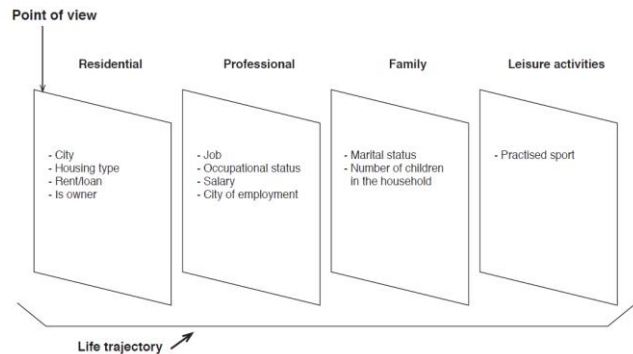 Point of view
Residential
Professional
Family
Leisure activities
- City
- Housing type
- Rent/loan
- Is owner
- Job
- Occupational status
- Salary
- City of employment
- Marital status
- Number of children
in the household
- Practised sport
Life trajectory